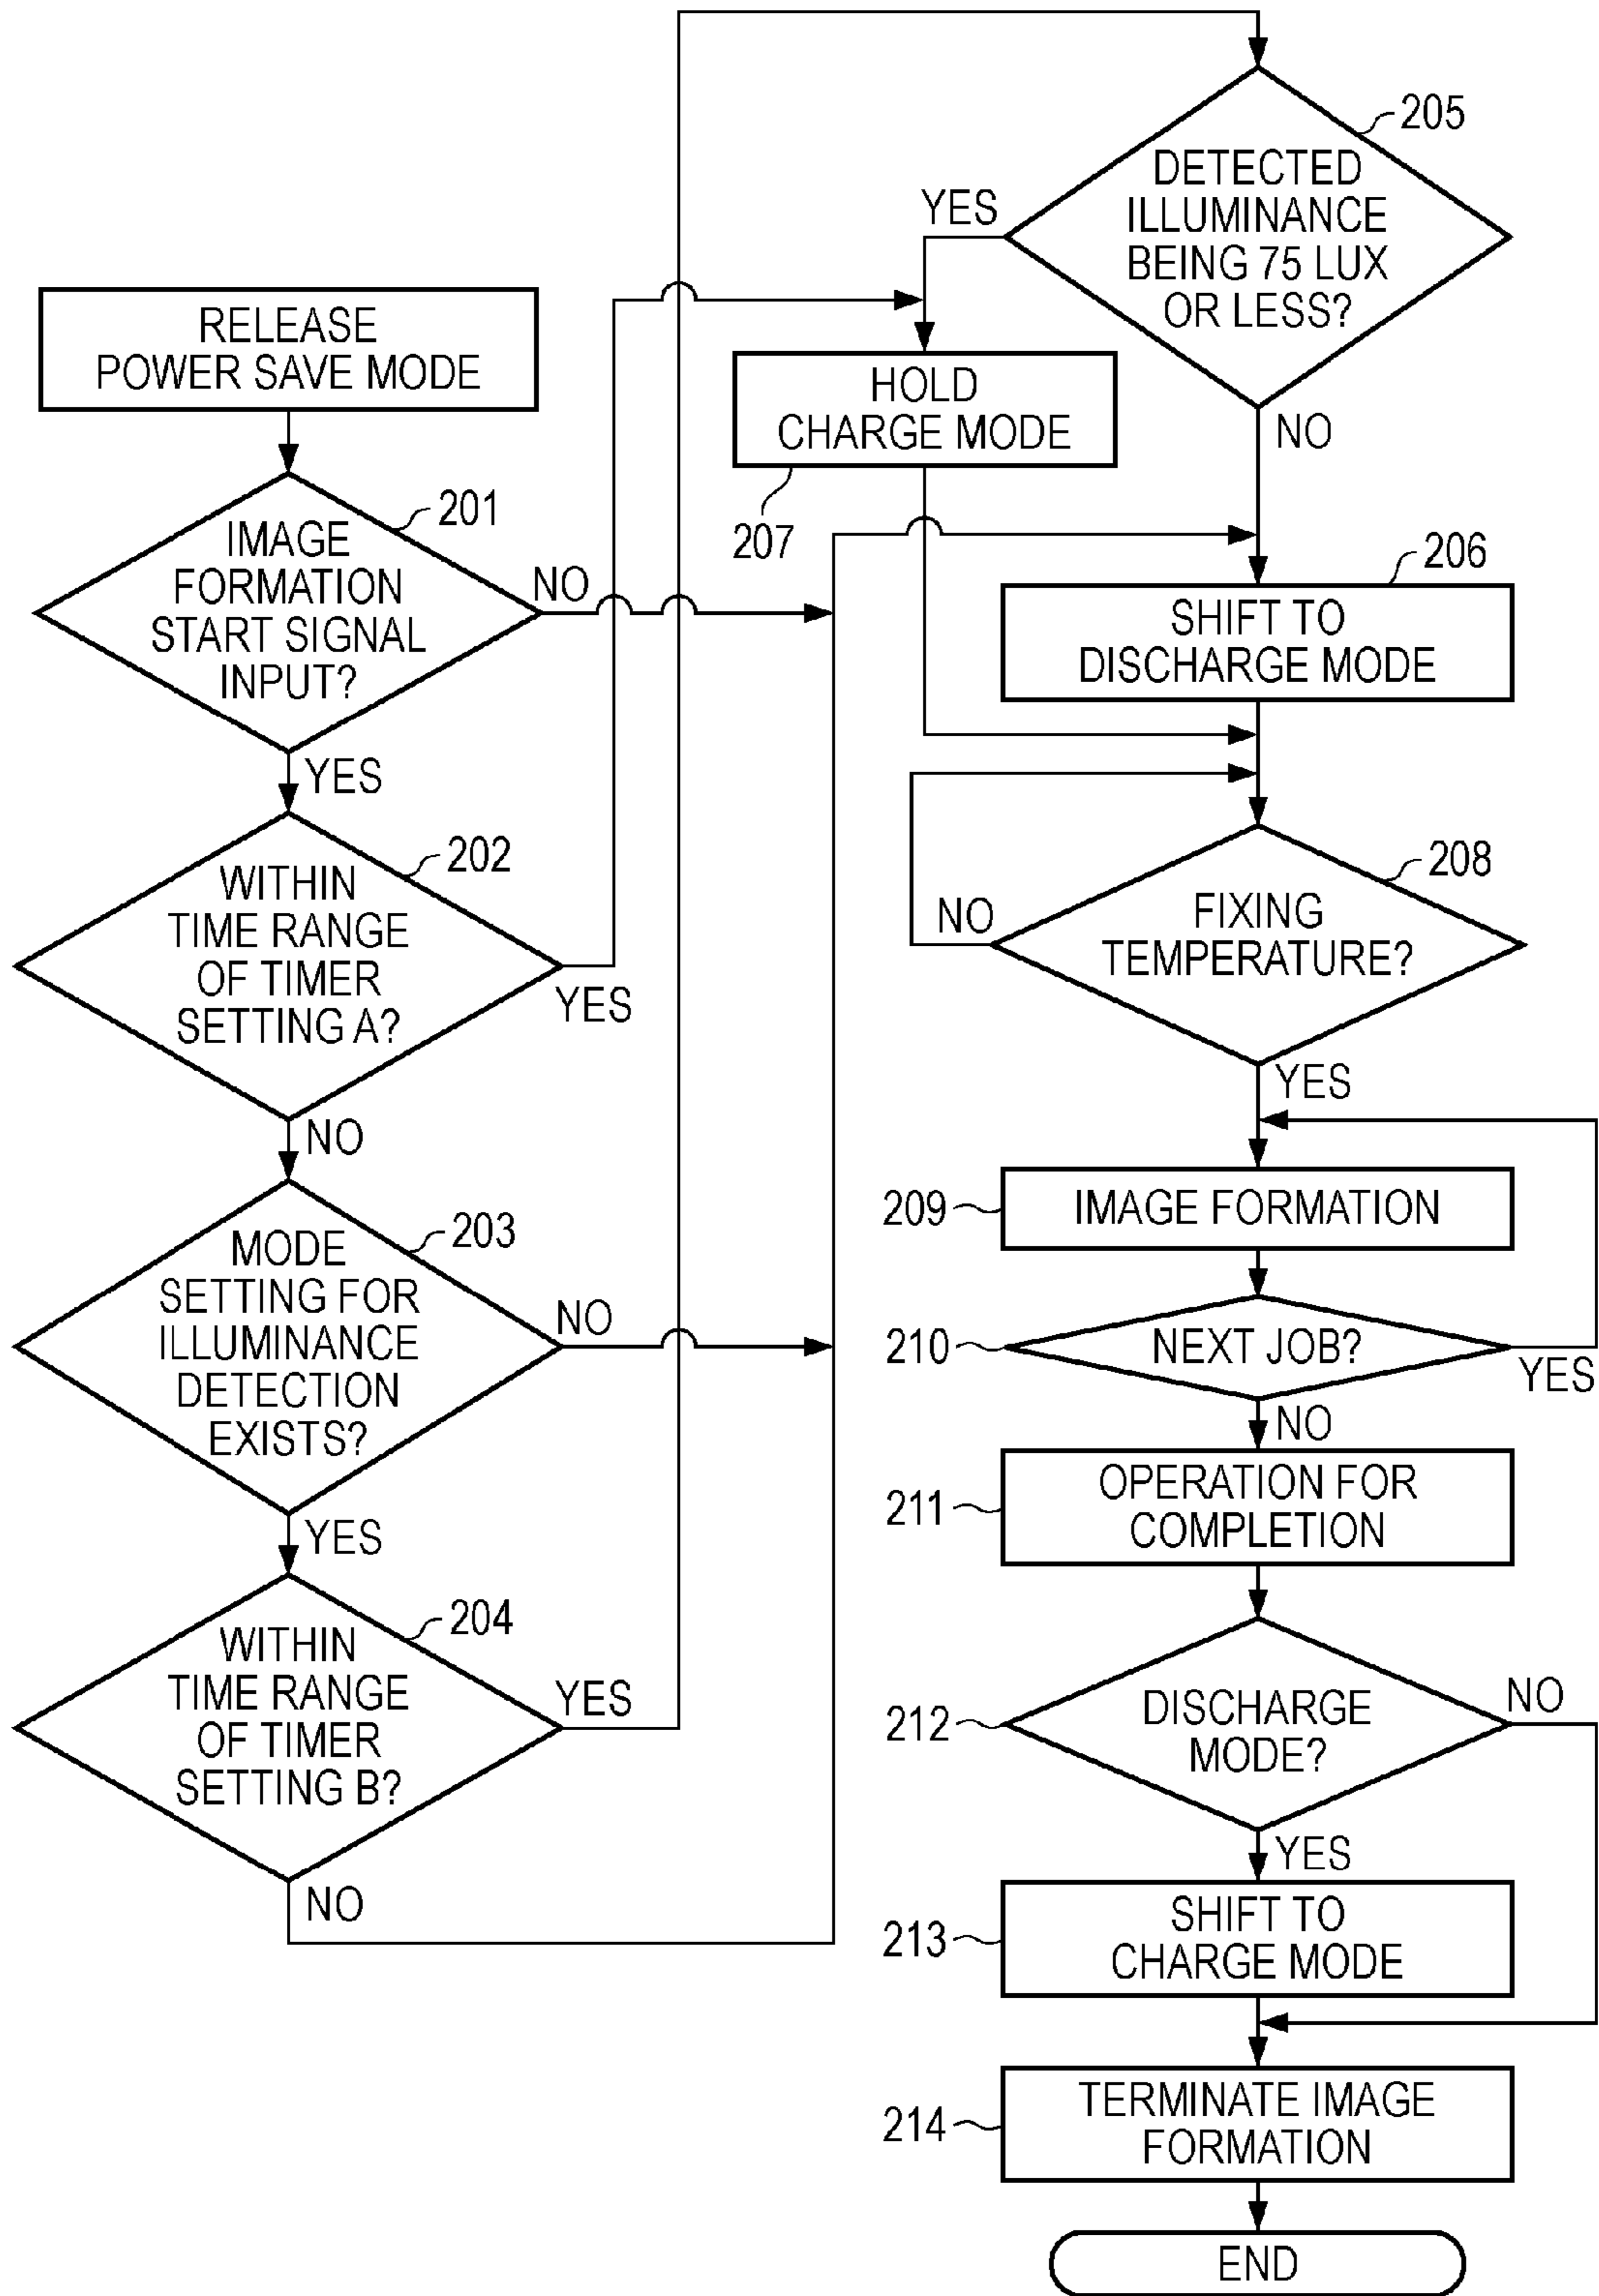 RELEASE
POWER SAVE MODE
201
IMAGE
FORMATION
START SIGNAL
INPUT?
NO
YES
202
WITHIN
TIME RANGE
OF TIMER
SETTING A?
YES
NO
203
MODE
SETTING FOR
ILLUMINANCE
DETECTION
EXISTS?
NO
YES
204
WITHIN
TIME RANGE
OF TIMER
SETTING B?
YES
NO
205
DETECTED
ILLUMINANCE
BEING 75 LUX
OR LESS?
YES
NO
HOLD
CHARGE MODE
207
206
SHIFT TO
DISCHARGE MODE
208
FIXING
TEMPERATURE?
NO
YES
209
IMAGE FORMATION
210
NEXT JOB?
YES
NO
211
OPERATION FOR
COMPLETION
212
DISCHARGE
MODE?
NO
YES
213
SHIFT TO
CHARGE MODE
214
TERMINATE IMAGE
FORMATION
END